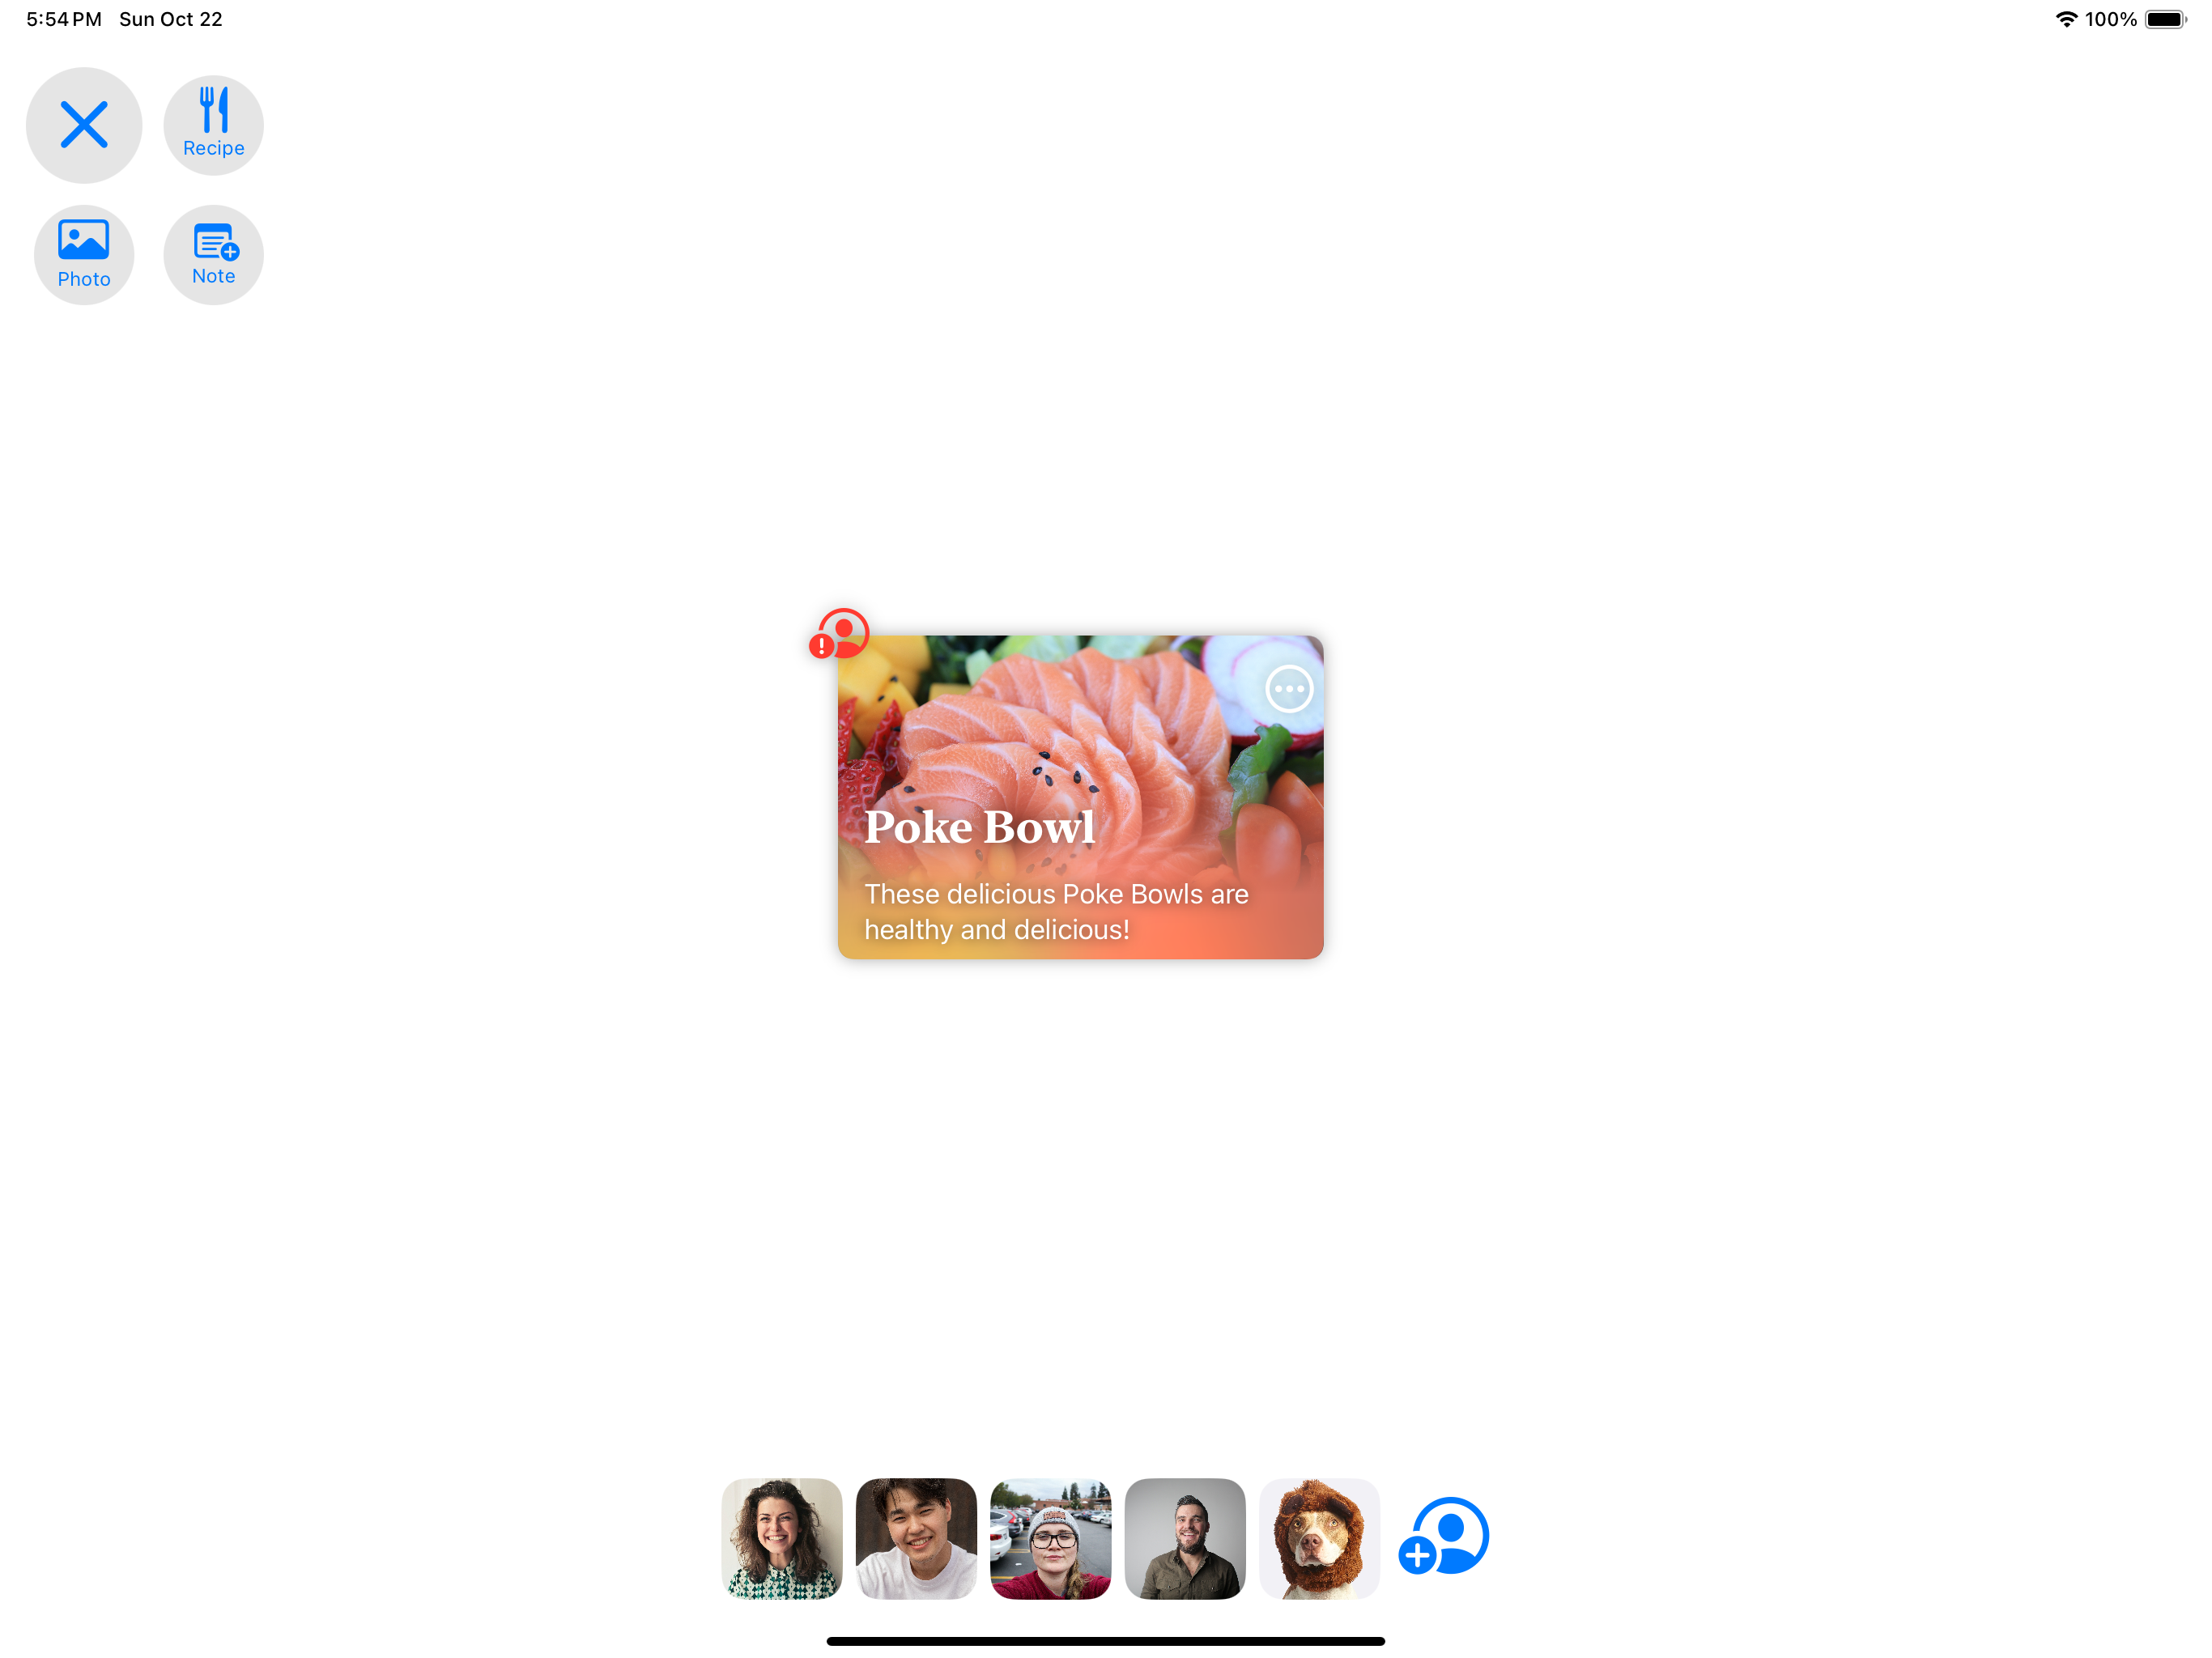 5:54 PM Sun Oct 22
100%
Recipe
Photo
Note
Poke Bowl
These delicious Poke Bowls are
healthy and delicious!